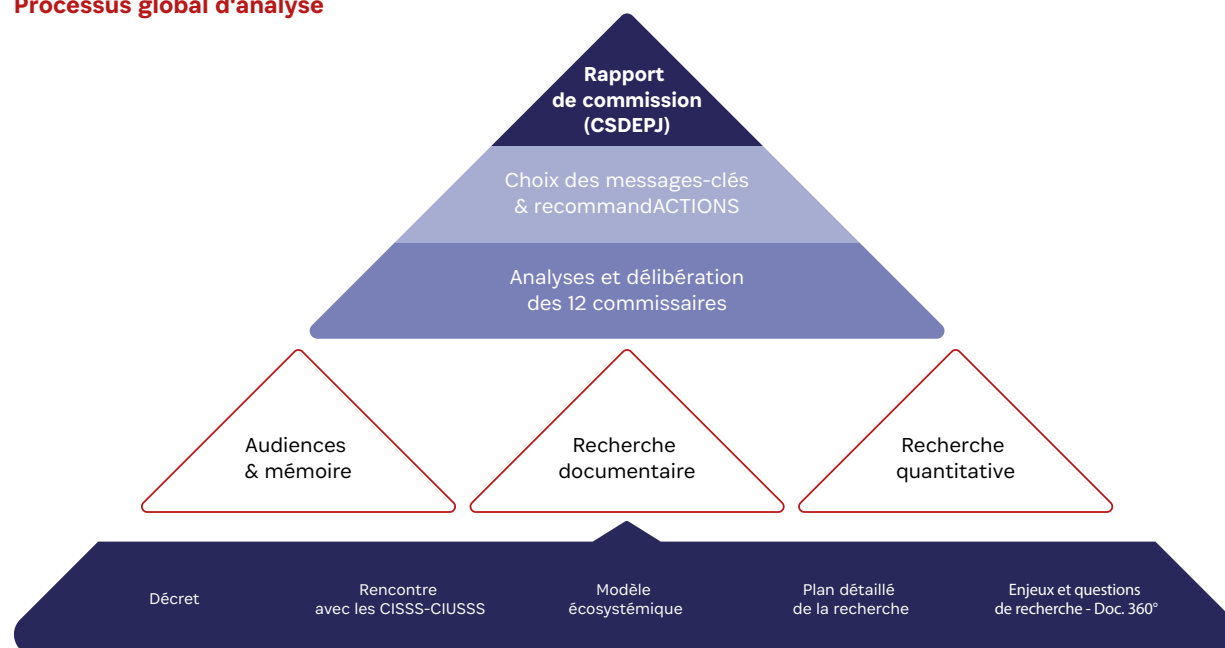 Processus global d'analyse
Rapport
de commission
(CSDEPJ)
Choix des messages-clés
& recommandACTIONS
Analyses et délibération
des 12 commissaires
Audiences
& mémoire
Recherche
documentaire
Recherche
quantitative
Décret
Rencontre
avec les CISSS-CIUSSS
Modèle
écosystémique
Plan détaillé
de la recherche
Enjeux et questions
de recherche - Doc. 360°